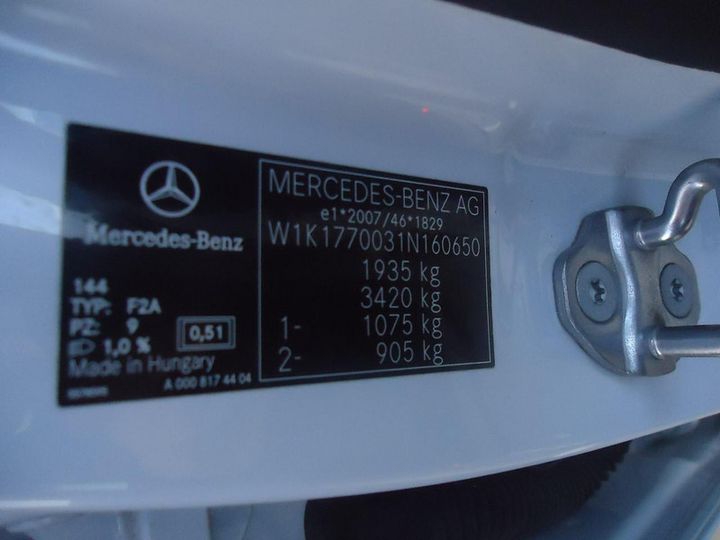 Mercedes-Benz
144
TYP: F2A
PZ: 9
1,0 %
0,51
Made in Hungary
A 000 817 44 04
MERCEDES-BENZ AG
e1*2007/46*1829
W1K1770031N160650
1935 kg
3420 kg
1- 1075 kg
2- 905 kg